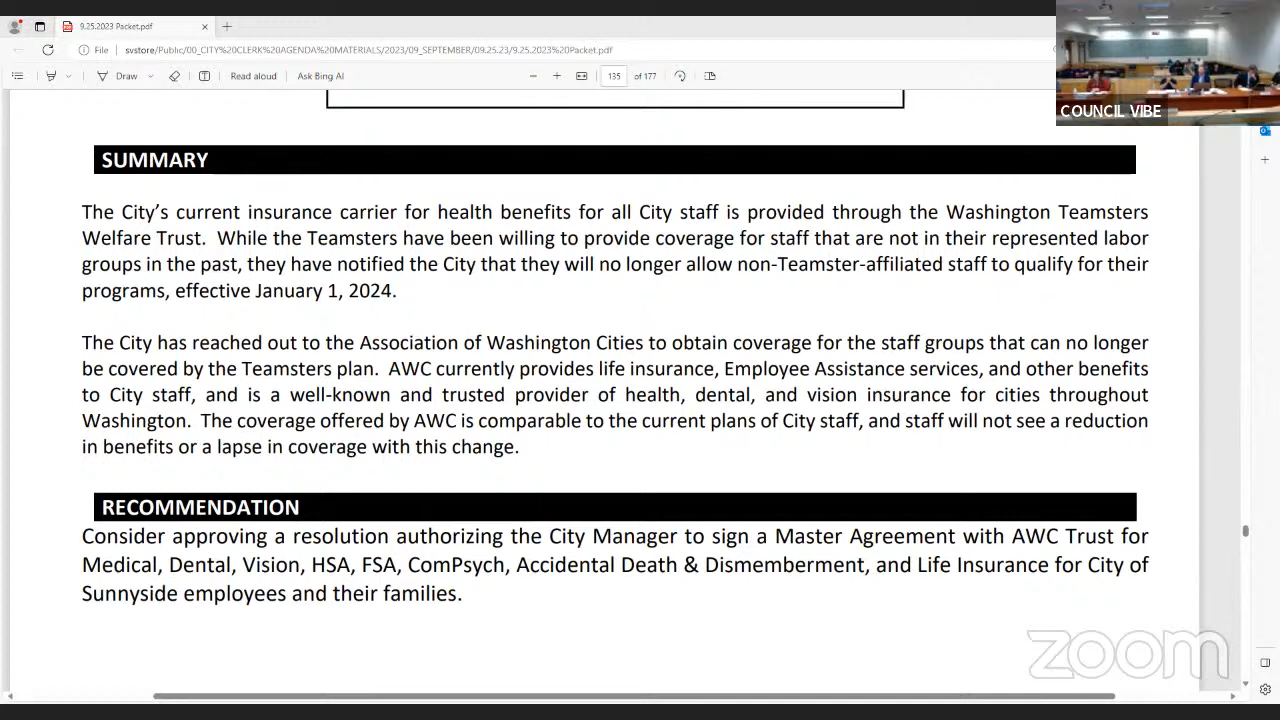 9.25.2023 Packet.pdf
File
svstore/Public/00_CITY%20CLERK%20AGENDA%20MATERIALS/2023/09_SEPTEMBER/09.25.23/9.25.2023%20Packet.pdf
Draw
Read aloud
Ask Bing AI
135 of 177
COUNCIL VIBE
SUMMARY
The City’s current insurance carrier for health benefits for all City staff is provided through the Washington Teamsters
Welfare Trust. While the Teamsters have been willing to provide coverage for staff that are not in their represented labor
groups in the past, they have notified the City that they will no longer allow non-Teamster-affiliated staff to qualify for their
programs, effective January 1, 2024.
The City has reached out to the Association of Washington Cities to obtain coverage for the staff groups that can no longer
be covered by the Teamsters plan. AWC currently provides life insurance, Employee Assistance services, and other benefits
to City staff, and is a well-known and trusted provider of health, dental, and vision insurance for cities throughout
Washington. The coverage offered by AWC is comparable to the current plans of City staff, and staff will not see a reduction
in benefits or a lapse in coverage with this change.
RECOMMENDATION
Consider approving a resolution authorizing the City Manager to sign a Master Agreement with AWC Trust for
Medical, Dental, Vision, HSA, FSA, ComPsych, Accidental Death & Dismemberment, and Life Insurance for City of
Sunnyside employees and their families.
zoom